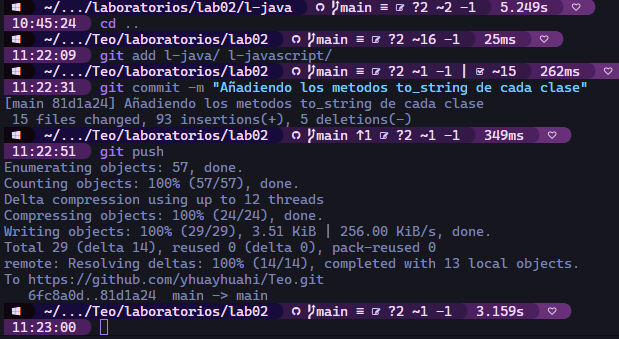 ~/.../laboratorios/lab02/l-java main ≡ ?2 ~2 -1 5.249s
10:45:24 cd ..
~/.../Teo/laboratorios/lab02 main ≡ ?2 ~16 -1 25ms
11:22:09 git add l-java/ l-javascript/
~/.../Teo/laboratorios/lab02 main ≡ ?2 ~1 -1 | ~15 262ms
11:22:31 git commit -m "Añadiendo los metodos to_string de cada clase"
[main 81d1a24] Añadiendo los metodos to_string de cada clase
15 files changed, 93 insertions(+), 5 deletions(-)
~/.../Teo/laboratorios/lab02 main ↑1 ?2 ~1 -1 349ms
11:22:51 git push
Enumerating objects: 57, done.
Counting objects: 100% (57/57), done.
Delta compression using up to 12 threads
Compressing objects: 100% (24/24), done.
Writing objects: 100% (29/29), 3.51 KiB | 256.00 KiB/s, done.
Total 29 (delta 14), reused 0 (delta 0), pack-reused 0
remote: Resolving deltas: 100% (14/14), completed with 13 local objects.
To https://github.com/yhuayhuahi/Teo.git
6fc8a0d..81d1a24 main -> main
~/.../Teo/laboratorios/lab02 main ≡ ?2 ~1 -1 3.159s
11:23:00